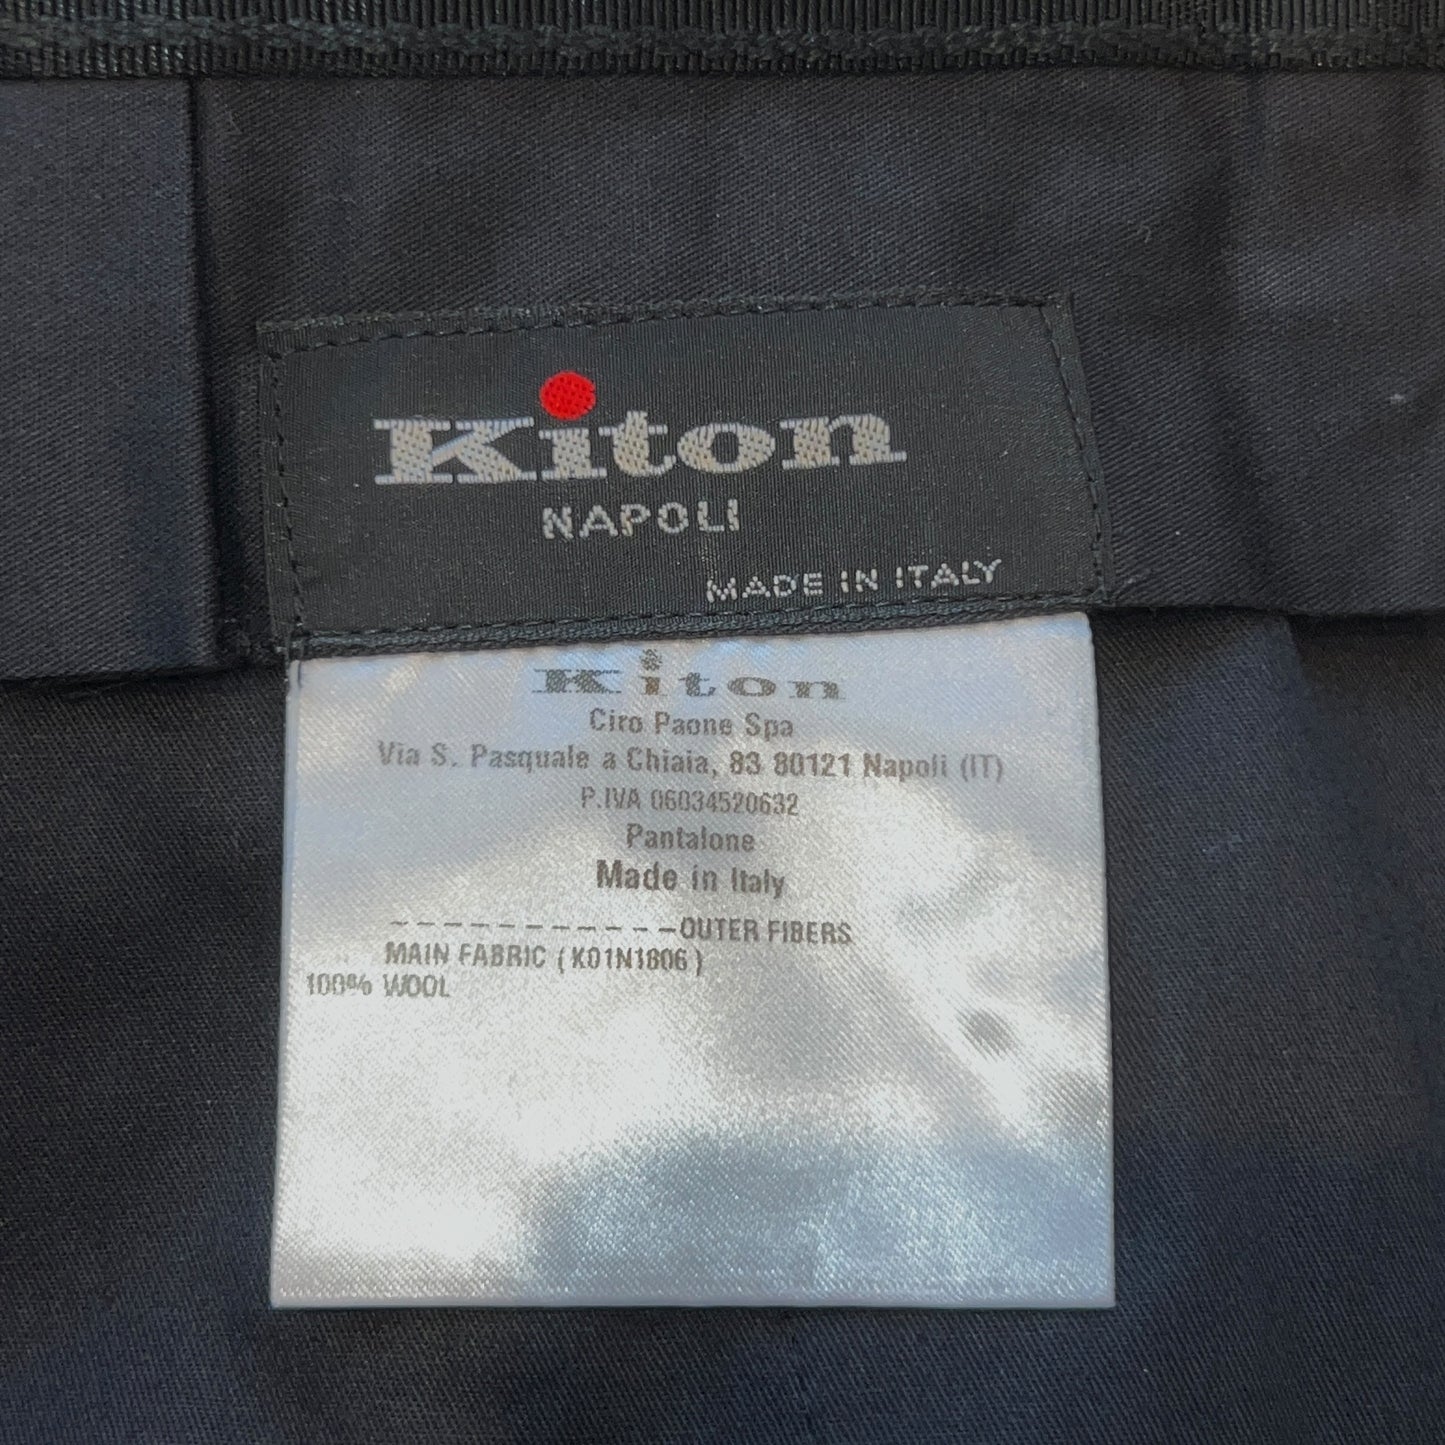 Kiton
NAPOLI
MADE IN ITALY
Kiton
Ciro Paone Spa
Via S. Pasquale a Chiaia, 83 80121 Napoli (IT)
P.IVA 06034520632
Pantalone
Made in Italy
-----------OUTER FIBERS
MAIN FABRIC (K01N1806)
100% WOOL